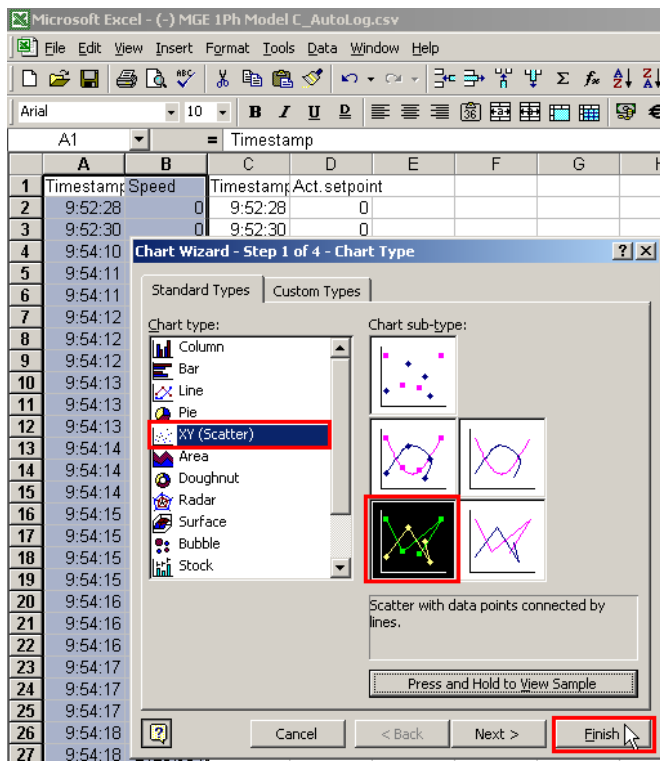 Microsoft Excel - (-) MGE 1Ph Model C_AutoLog.csv
File Edit View Insert Format Tools Data Window Help
Arial 10 B I U D
A1 = Timestamp
A B C D E F G
1 Timestamp Speed Timestamp Act. setpoint
2 9:52:28 0 9:52:28 0
3 9:52:30 0 9:52:30 0
4 9:54:10 Chart Wizard - Step 1 of 4 - Chart Type
5 9:54:11
6 9:54:11 Standard Types Custom Types
7 9:54:12 Chart type: Chart sub-type:
8 9:54:12 Column
9 9:54:12 Bar
10 9:54:13 Line
11 9:54:13 Pie
12 9:54:13 XY (Scatter)
13 9:54:14 Area
14 9:54:14 Doughnut
15 9:54:14 Radar
16 9:54:15 Surface
17 9:54:15 Bubble
18 9:54:15 Stock
19 9:54:15
20 9:54:16 Scatter with data points connected by
21 9:54:16 lines.
22 9:54:16
23 9:54:17
24 9:54:17 Press and Hold to View Sample
25 9:54:17
26 9:54:18 Cancel < Back Next > Finish
27 9:54:18